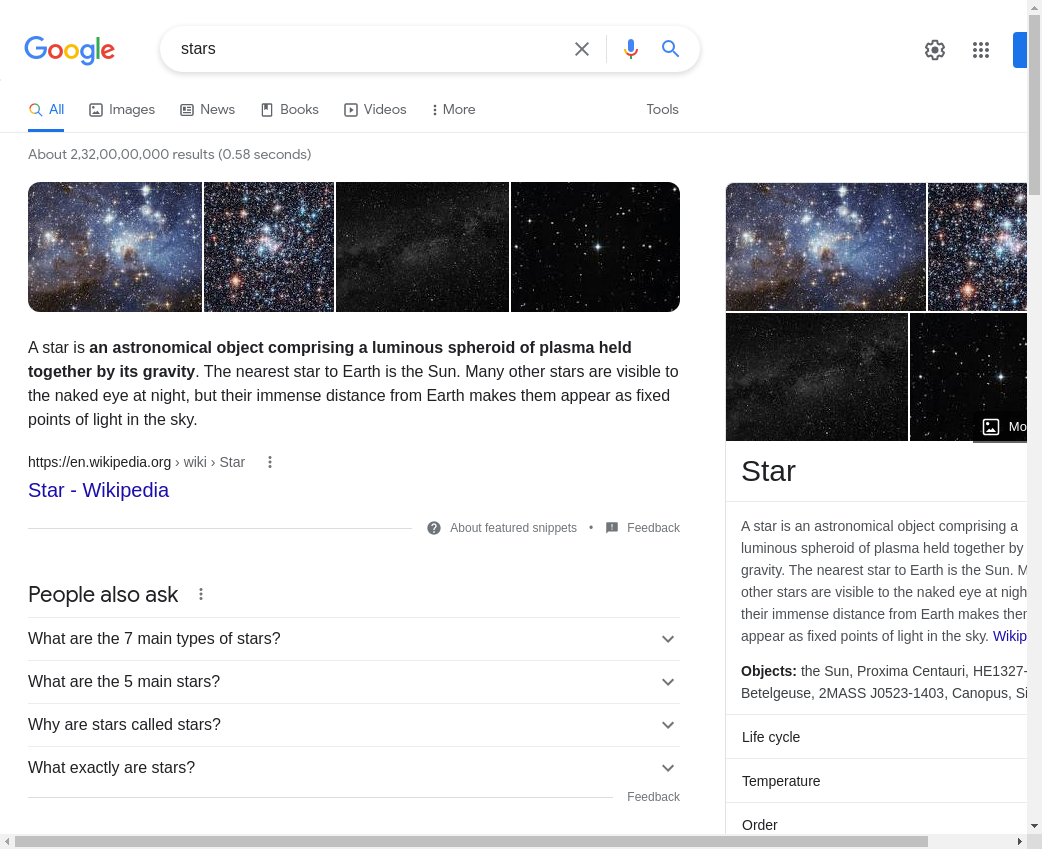 Google
stars
All
Images
News
Books
Videos
More
Tools
About 2,32,00,00,000 results (0.58 seconds)
A star is an astronomical object comprising a luminous spheroid of plasma held
together by its gravity. The nearest star to Earth is the Sun. Many other stars are visible to
the naked eye at night, but their immense distance from Earth makes them appear as fixed
points of light in the sky.
https://en.wikipedia.org › wiki › Star
Star - Wikipedia
About featured snippets • Feedback
People also ask
What are the 7 main types of stars?
What are the 5 main stars?
Why are stars called stars?
What exactly are stars?
Feedback
Mo
Star
A star is an astronomical object comprising a
luminous spheroid of plasma held together by
gravity. The nearest star to Earth is the Sun. M
other stars are visible to the naked eye at nigh
their immense distance from Earth makes ther
appear as fixed points of light in the sky. Wikip
Objects: the Sun, Proxima Centauri, HE1327-
Betelgeuse, 2MASS J0523-1403, Canopus, Si
Life cycle
Temperature
Order